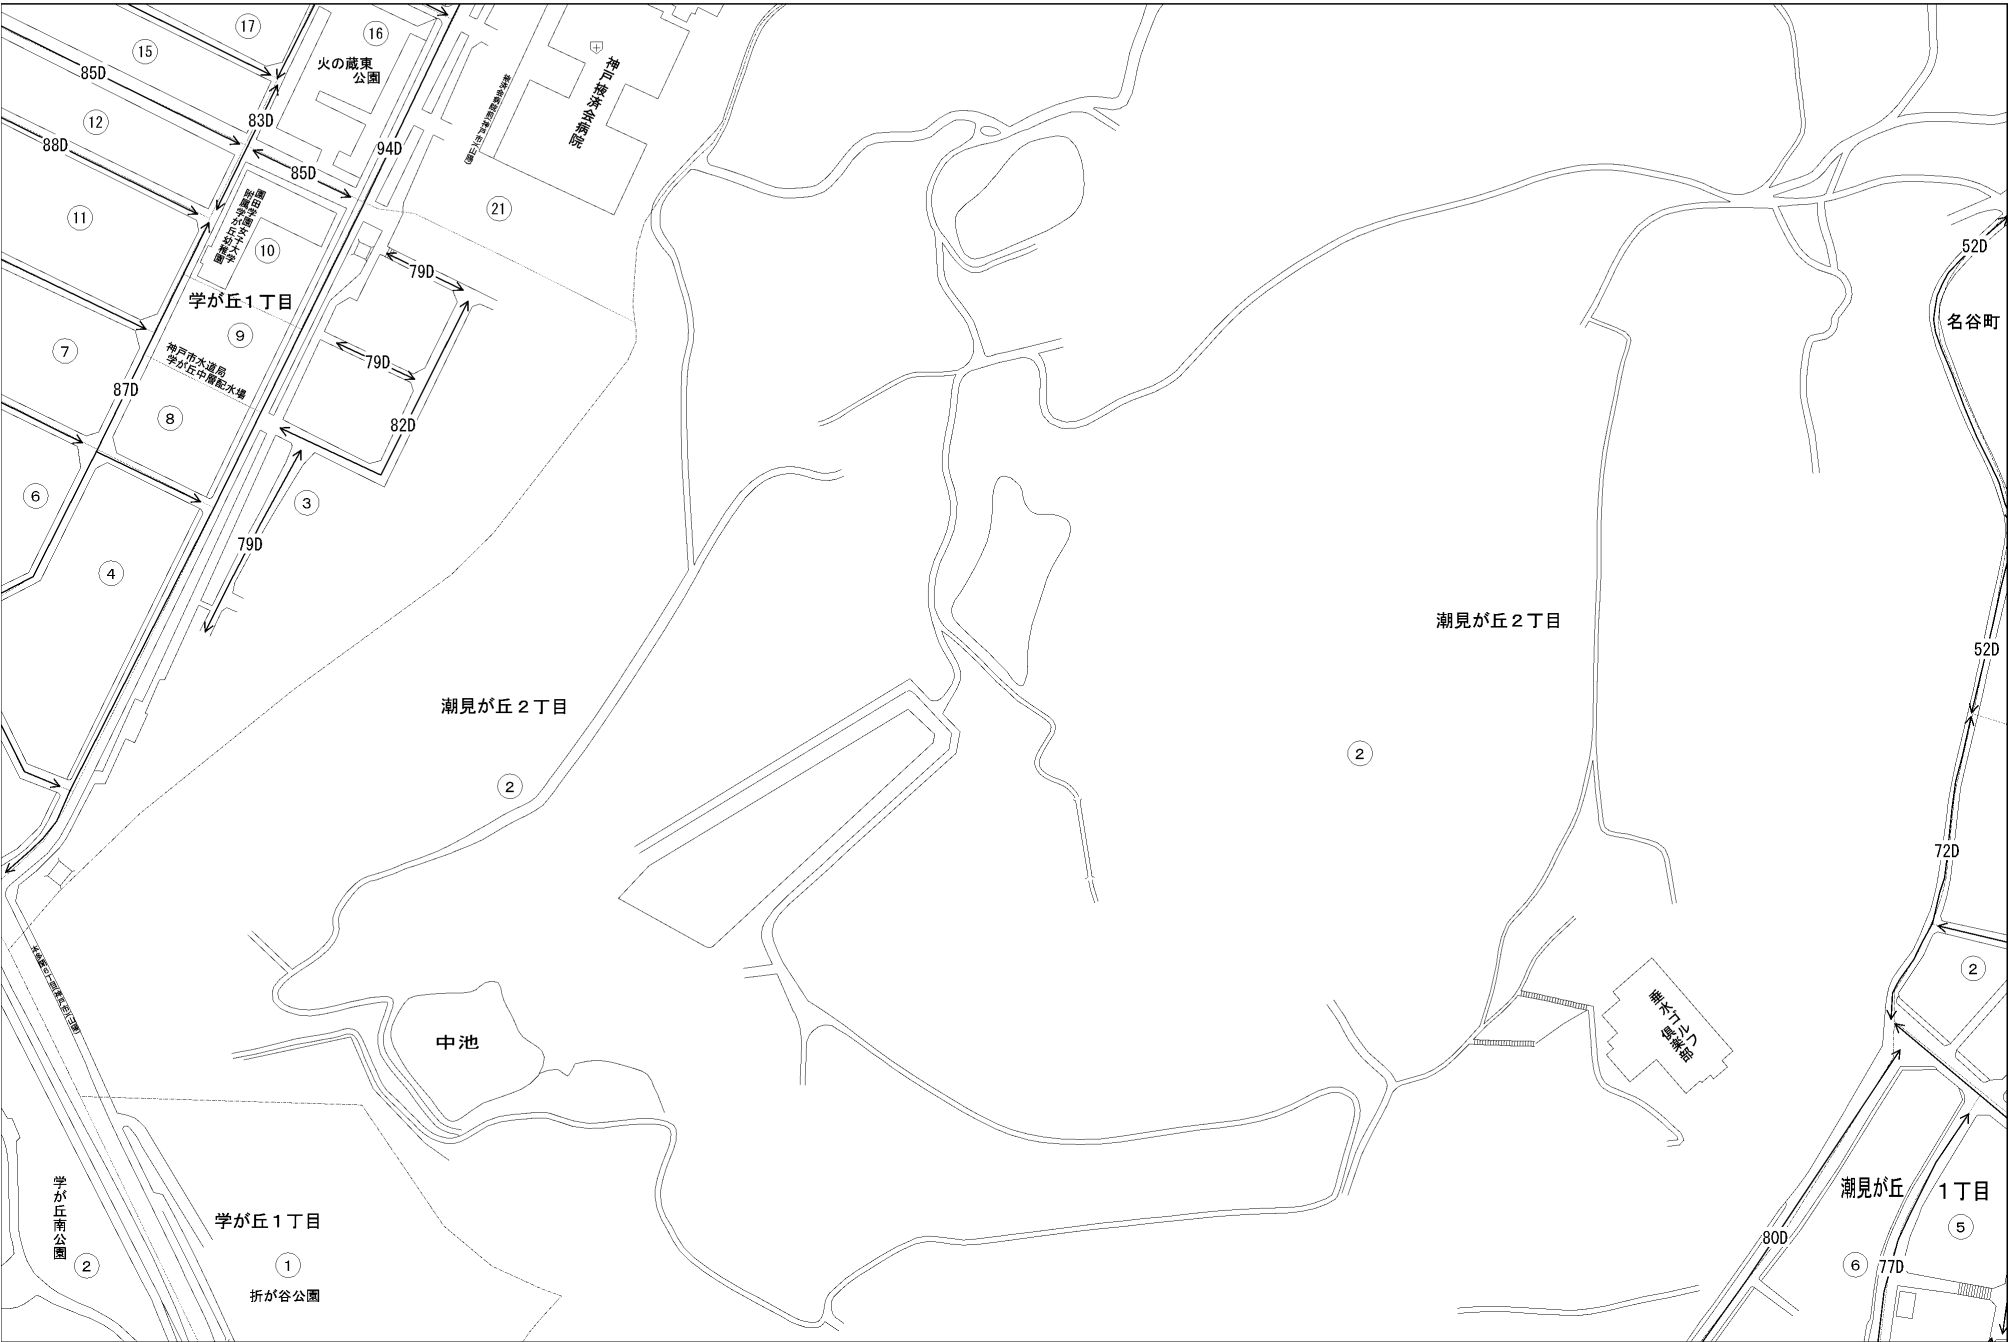 17
16
15
火の蔵東
公園
85D
神戸掖済会病院
12
83D
88D
94D
85D
園田学園女子大学
附属学が丘幼稚園
11
21
10
52D
79D
学が丘1丁目
名谷町
9
7
神戸市水道局
学が丘中層配水場
79D
87D
8
82D
6
3
79D
4
潮見が丘2丁目
52D
潮見が丘2丁目
2
2
72D
2
垂水ゴルフ
倶楽部
中池
学が丘南公園
潮見が丘 1丁目
学が丘1丁目
5
80D
2
1
6
77D
折が谷公園